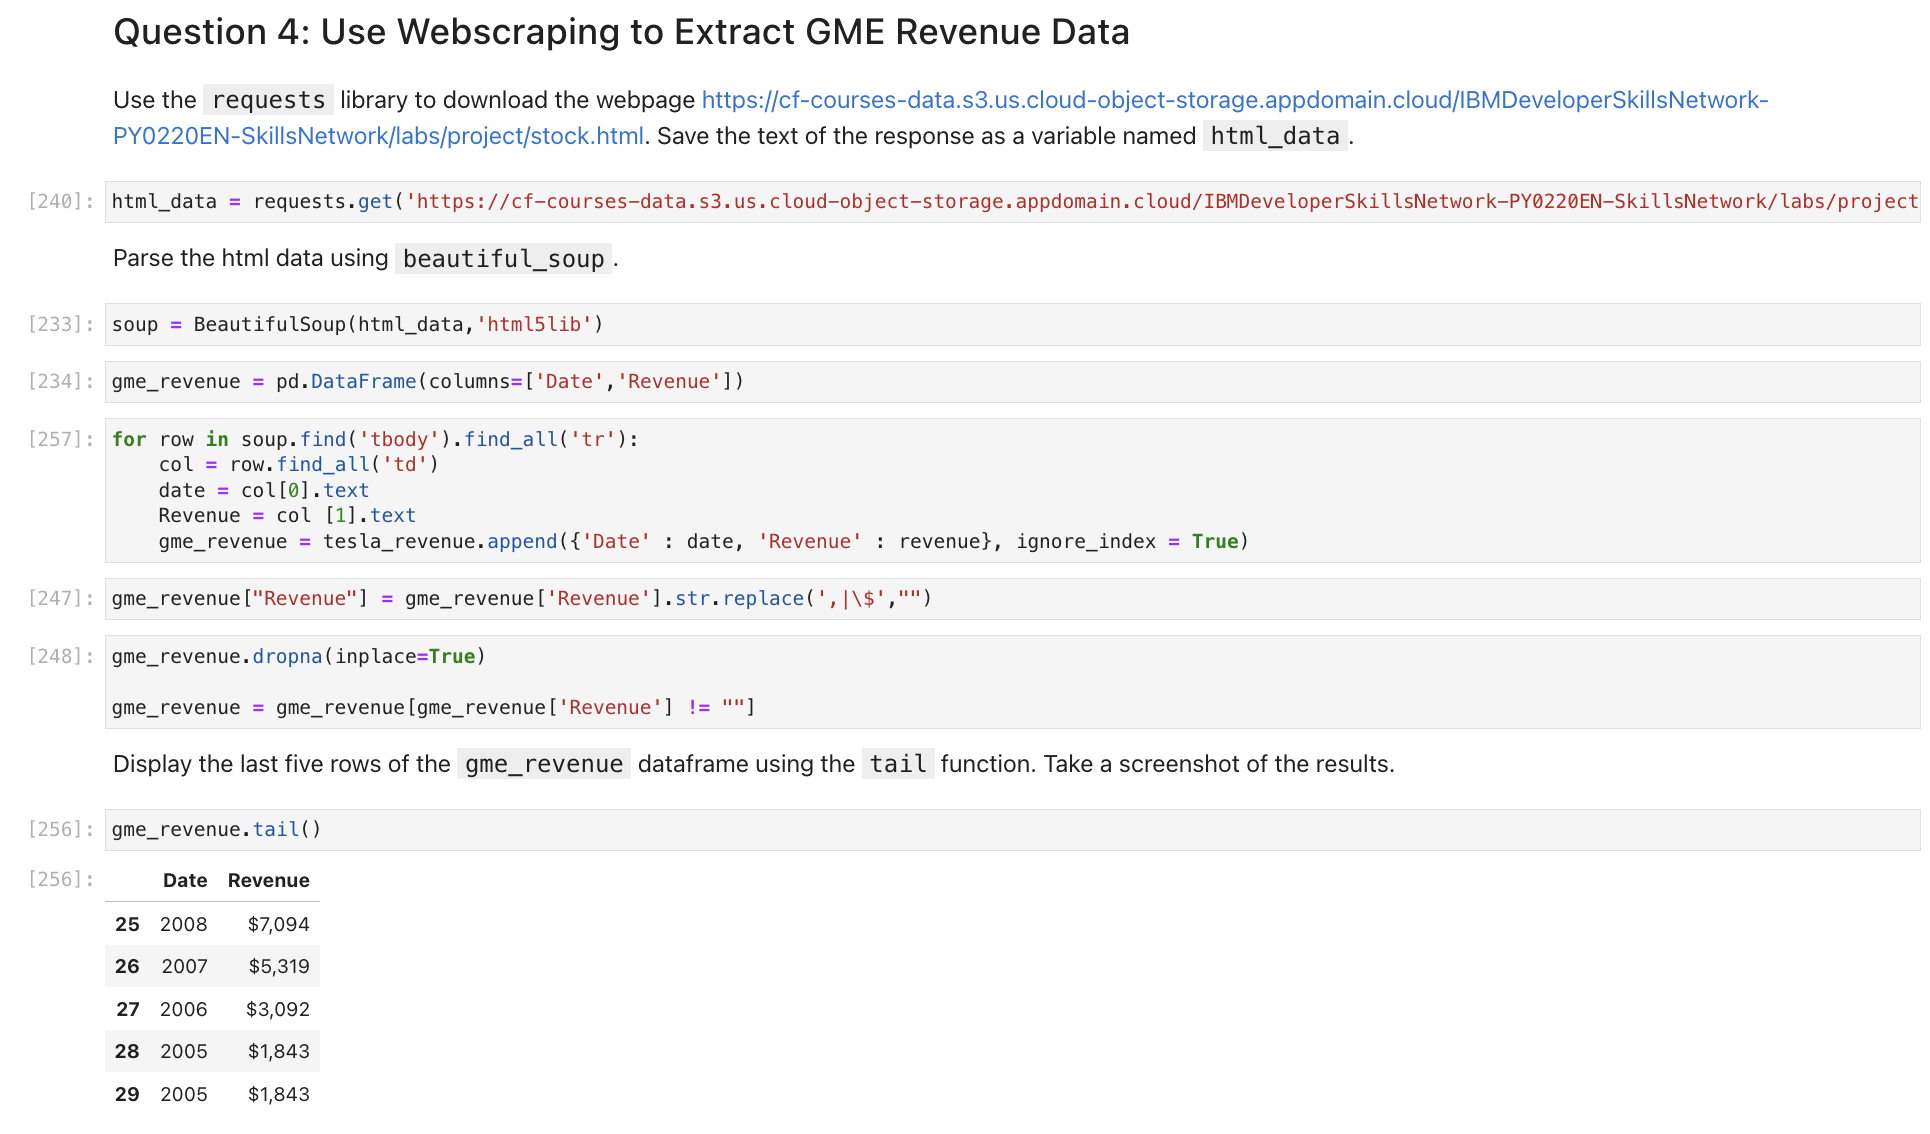 Question 4: Use Webscraping to Extract GME Revenue Data
Use the requests library to download the webpage https://cf-courses-data.s3.us.cloud-object-storage.appdomain.cloud/IBMDeveloperSkillsNetwork-
PY0220EN-SkillsNetwork/labs/project/stock.html. Save the text of the response as a variable named html_data.
[240]: html_data = requests.get('https://cf-courses-data.s3.us.cloud-object-storage.appdomain.cloud/IBMDeveloperSkillsNetwork-PY0220EN-SkillsNetwork/labs/project
Parse the html data using beautiful_soup.
[233]: soup = BeautifulSoup(html_data,'html5lib')
[234]: gme_revenue = pd.DataFrame(columns=['Date','Revenue'])
[257]: for row in soup.find('tbody').find_all('tr'):
    col = row.find_all('td')
    date = col[0].text
    Revenue = col [1].text
    gme_revenue = tesla_revenue.append({'Date' : date, 'Revenue' : revenue}, ignore_index = True)
[247]: gme_revenue["Revenue"] = gme_revenue['Revenue'].str.replace(',|\$',"")
[248]: gme_revenue.dropna(inplace=True)
gme_revenue = gme_revenue[gme_revenue['Revenue'] != ""]
Display the last five rows of the gme_revenue dataframe using the tail function. Take a screenshot of the results.
[256]: gme_revenue.tail()
[256]: Date Revenue
25 2008 $7,094
26 2007 $5,319
27 2006 $3,092
28 2005 $1,843
29 2005 $1,843